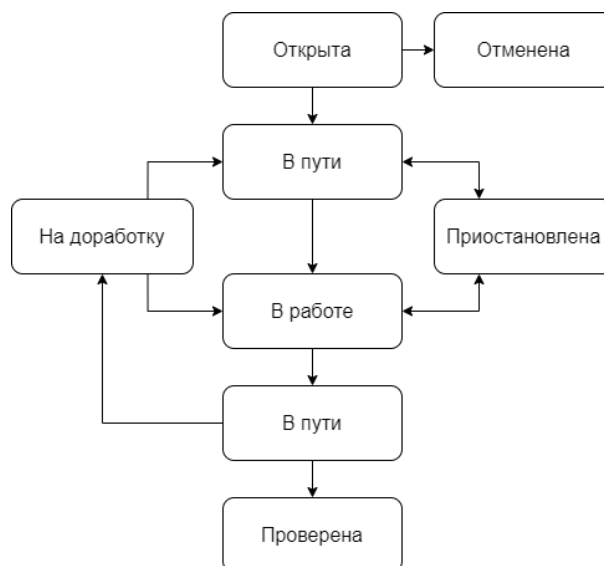 Открыта
Отменена
В пути
На доработку
Приостановлена
В работе
В пути
Проверена